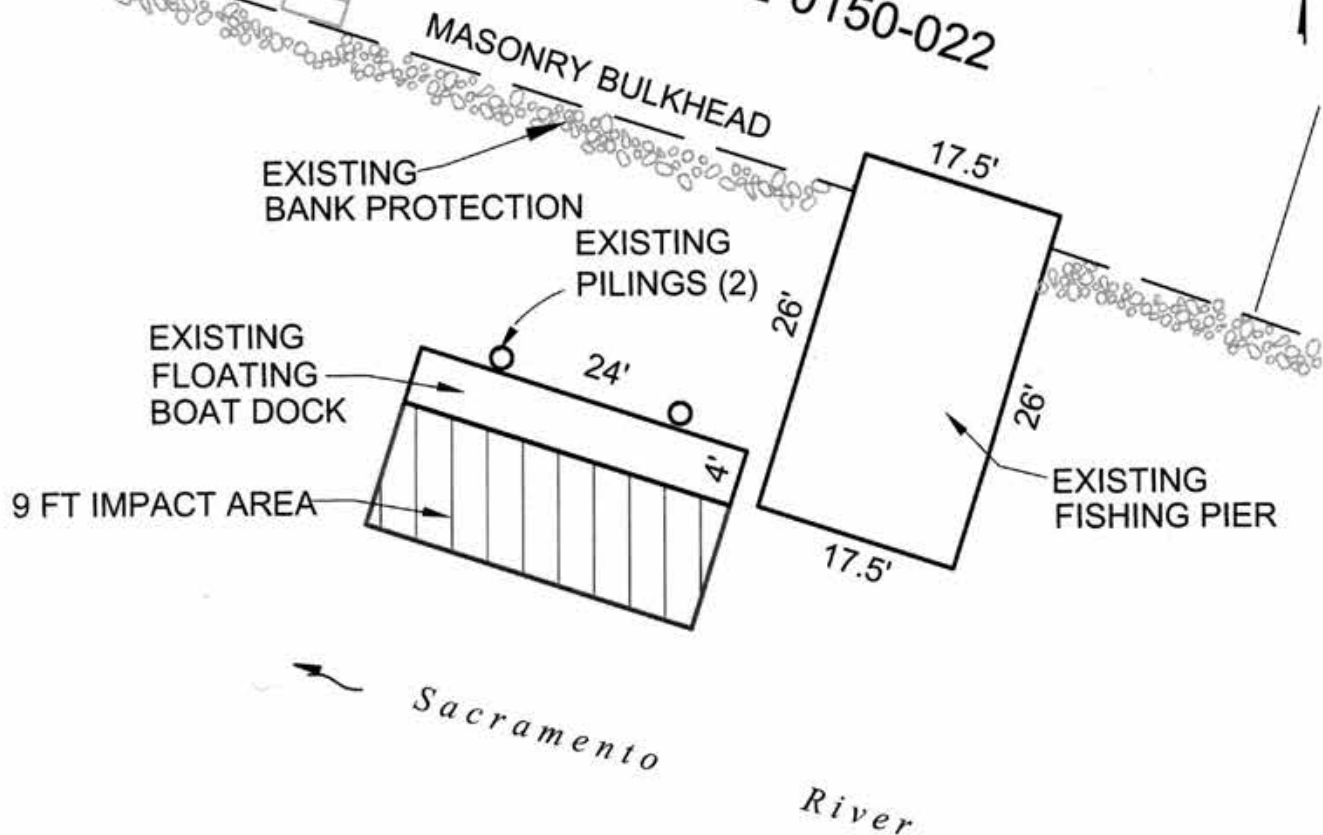 0150-022
MASONRY BULKHEAD
17.5'
EXISTING
BANK PROTECTION
EXISTING
PILINGS (2)
26'
EXISTING
FLOATING
BOAT DOCK
24'
26'
4'
9 FT IMPACT AREA
EXISTING
FISHING PIER
17.5'
Sacramento
River